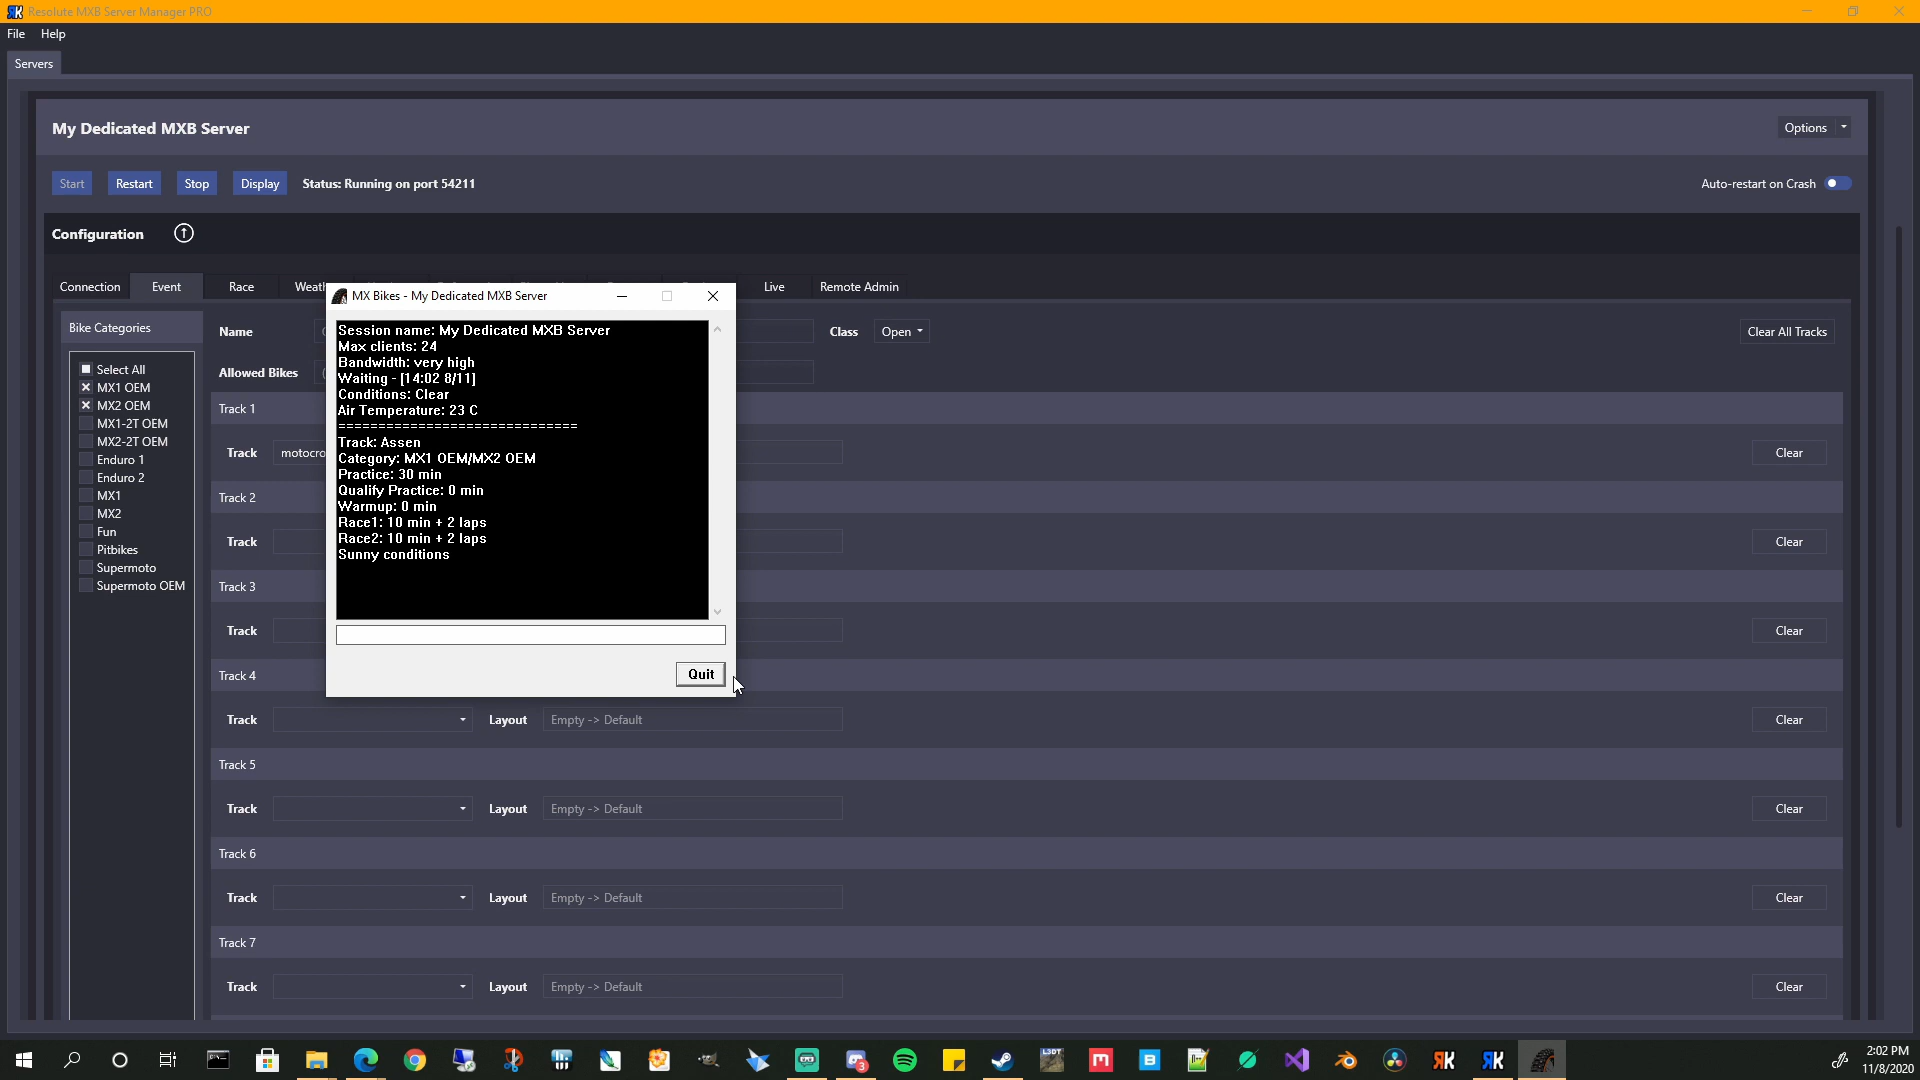 Resolute MXB Server Manager PRO
File Help
Servers
My Dedicated MXB Server
Options
Start Restart Stop Display Status: Running on port 54211
Auto-restart on Crash
Configuration
Connection Event Race Live Remote Admin
Bike Categories
Select All
MX1 OEM
MX2 OEM
MX1-2T OEM
MX2-2T OEM
Enduro 1
Enduro 2
MX1
MX2
Fun
Pitbikes
Supermoto
Supermoto OEM
Name
Class Open
Clear All Tracks
Allowed Bikes
MX Bikes - My Dedicated MXB Server
Session name: My Dedicated MXB Server
Max clients: 24
Bandwidth: very high
Waiting - [14:02 8/11]
Conditions: Clear
Air Temperature: 23 C
==============================
Track: Assen
Category: MX1 OEM/MX2 OEM
Practice: 30 min
Qualify Practice: 0 min
Warmup: 0 min
Race1: 10 min + 2 laps
Race2: 10 min + 2 laps
Sunny conditions
Quit
Track 1
Track Clear
Track 2
Track Clear
Track 3
Track Clear
Track 4
Track Layout Empty -> Default Clear
Track 5
Track Layout Empty -> Default Clear
Track 6
Track Layout Empty -> Default Clear
Track 7
Track Layout Empty -> Default Clear
2:02 PM
11/8/2020